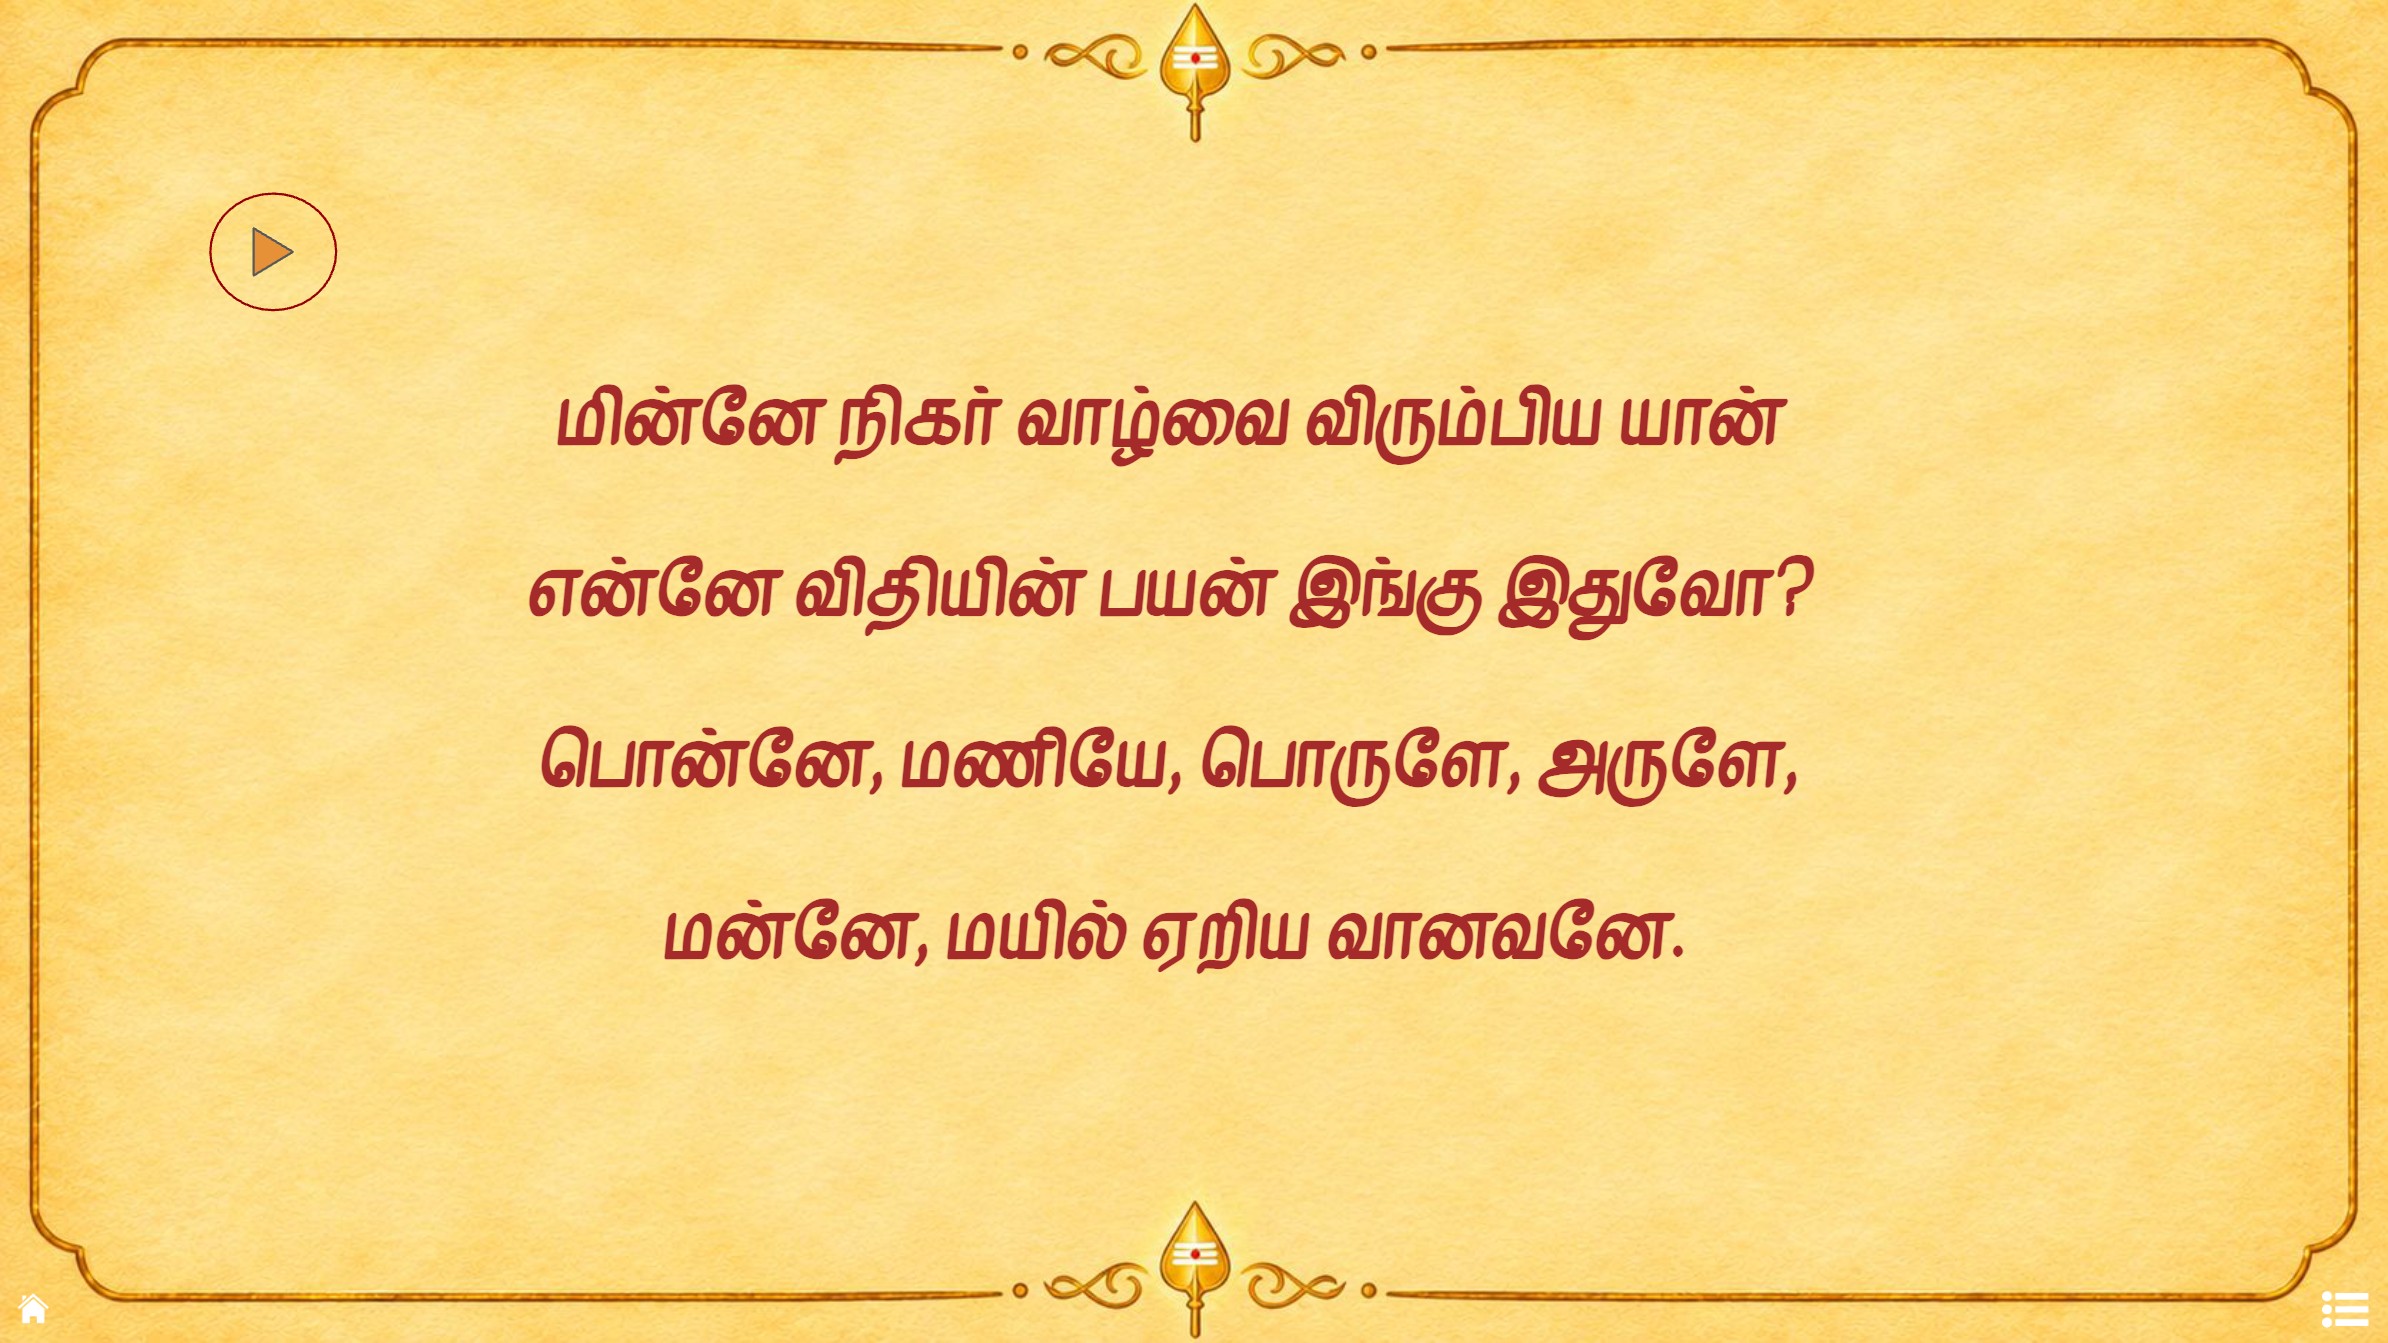 மின்னே நிகர் வாழ்வை விரும்பிய யான்
என்னே விதியின் பயன் இங்கு இதுவோ?
பொன்னே, மணியே, பொருளே, அருளே,
மன்னே, மயில் ஏறிய வானவனே.